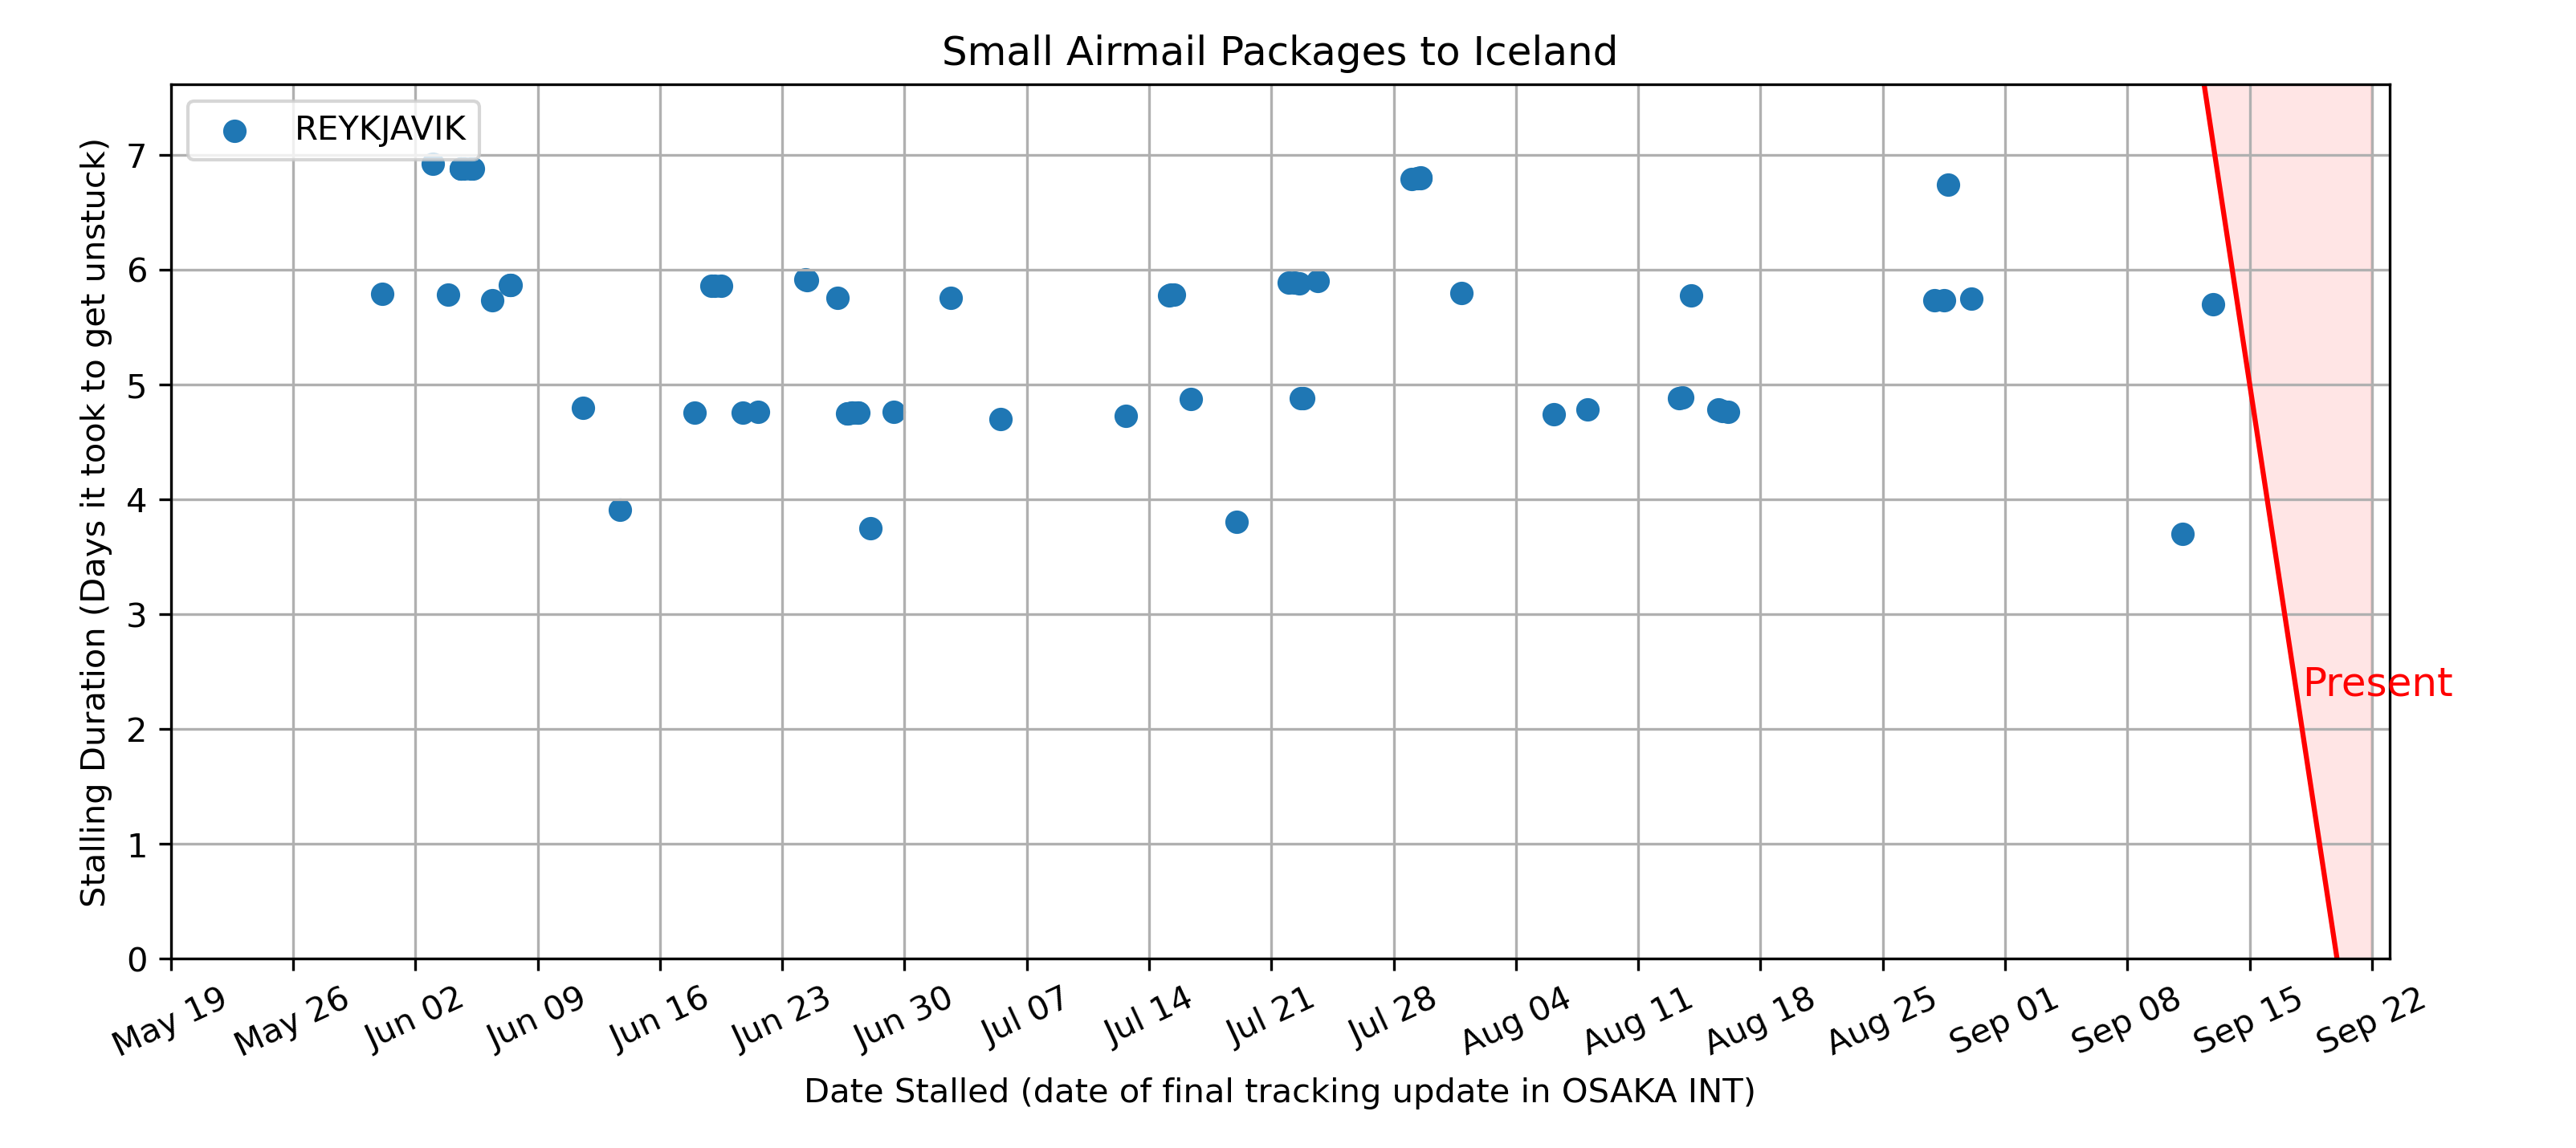 Small Airmail Packages to Iceland
REYKJAVIK
Stalling Duration (Days it took to get unstuck)
7
6
5
4
3
2
1
0
Present
May 19
May 26
Jun 02
Jun 09
Jun 16
Jun 23
Jun 30
Jul 07
Jul 14
Jul 21
Jul 28
Aug 04
Aug 11
Aug 18
Aug 25
Sep 01
Sep 08
Sep 15
Sep 22
Date Stalled (date of final tracking update in OSAKA INT)